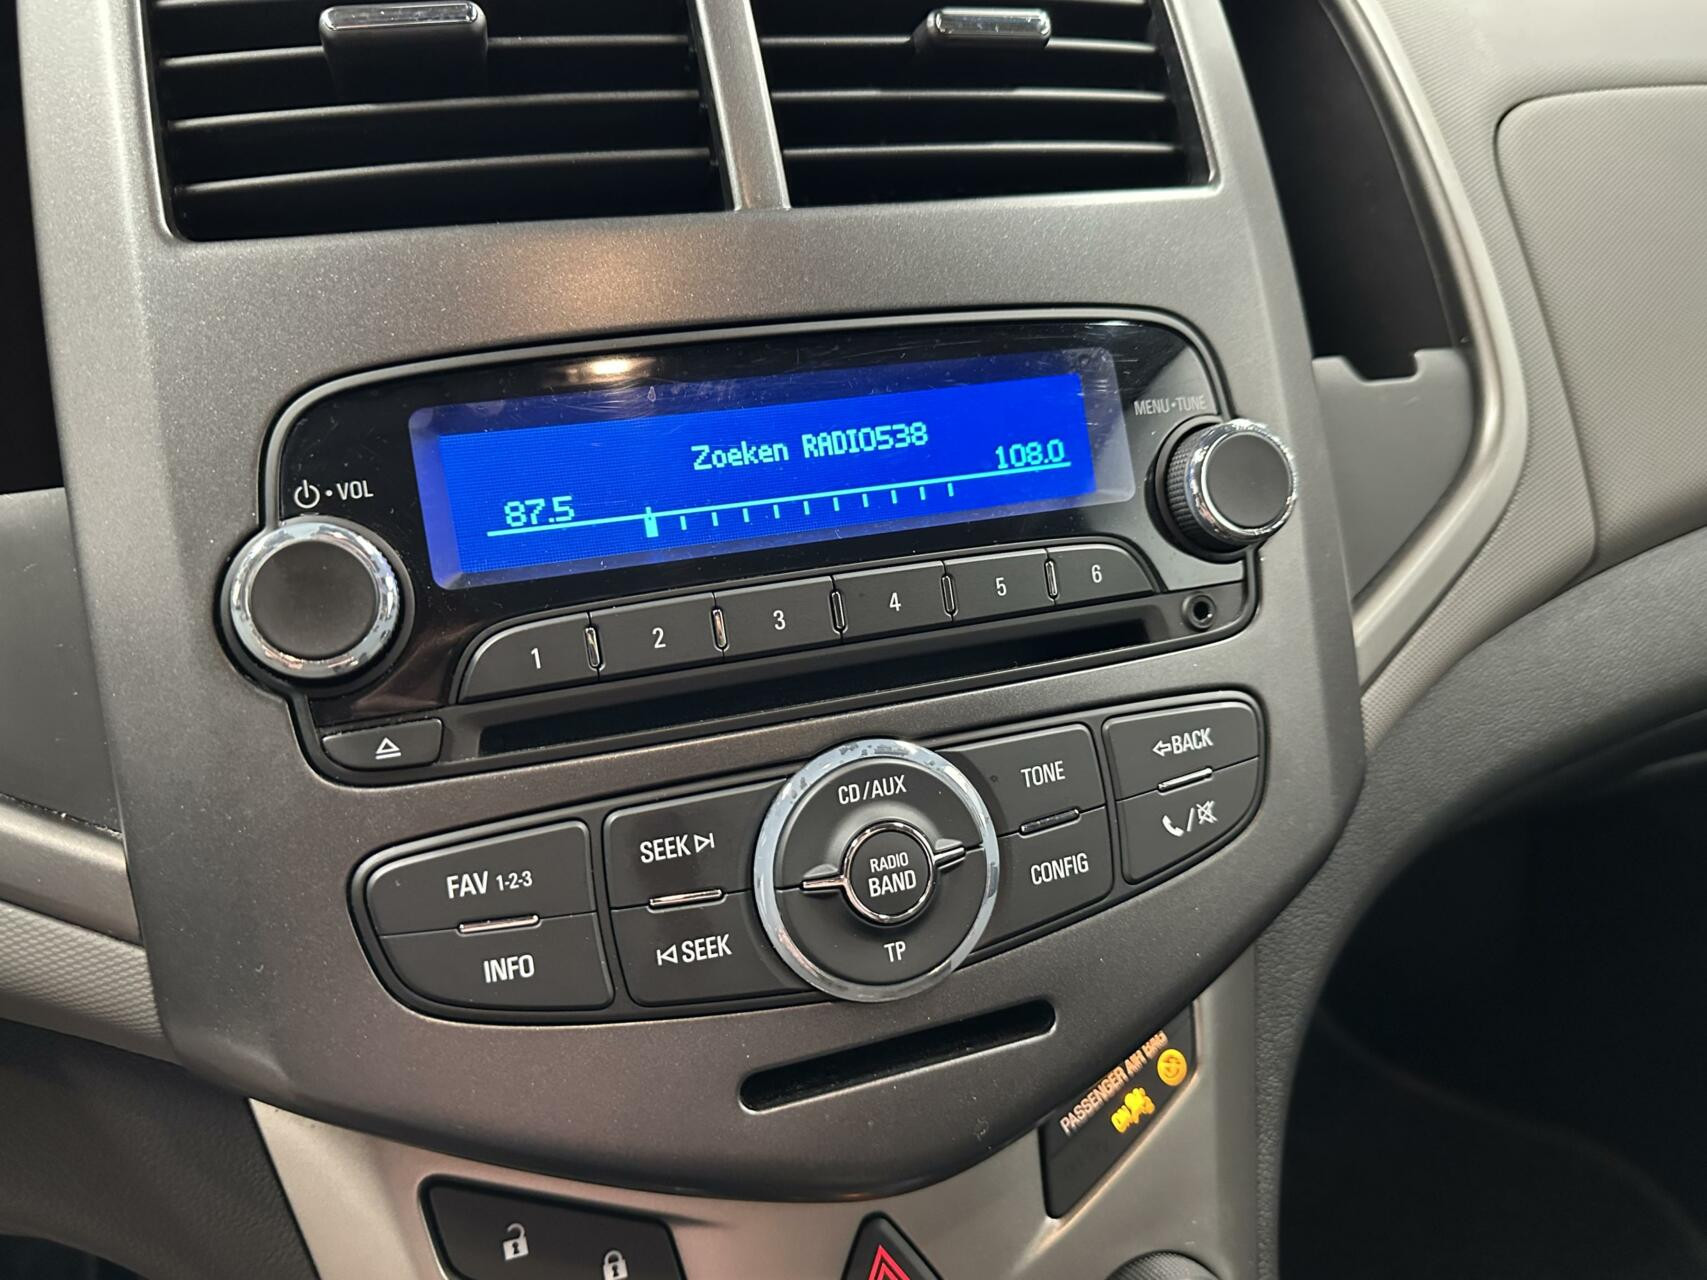 MENU•TUNE
Zoeken RADIO538
87.5
108.0
•VOL
1
2
3
4
5
6
CD/AUX
TONE
BACK
SEEK
RADIO
BAND
FAV 1-2-3
CONFIG
/
INFO
SEEK
TP
PASSENGER AIR BAG
ON